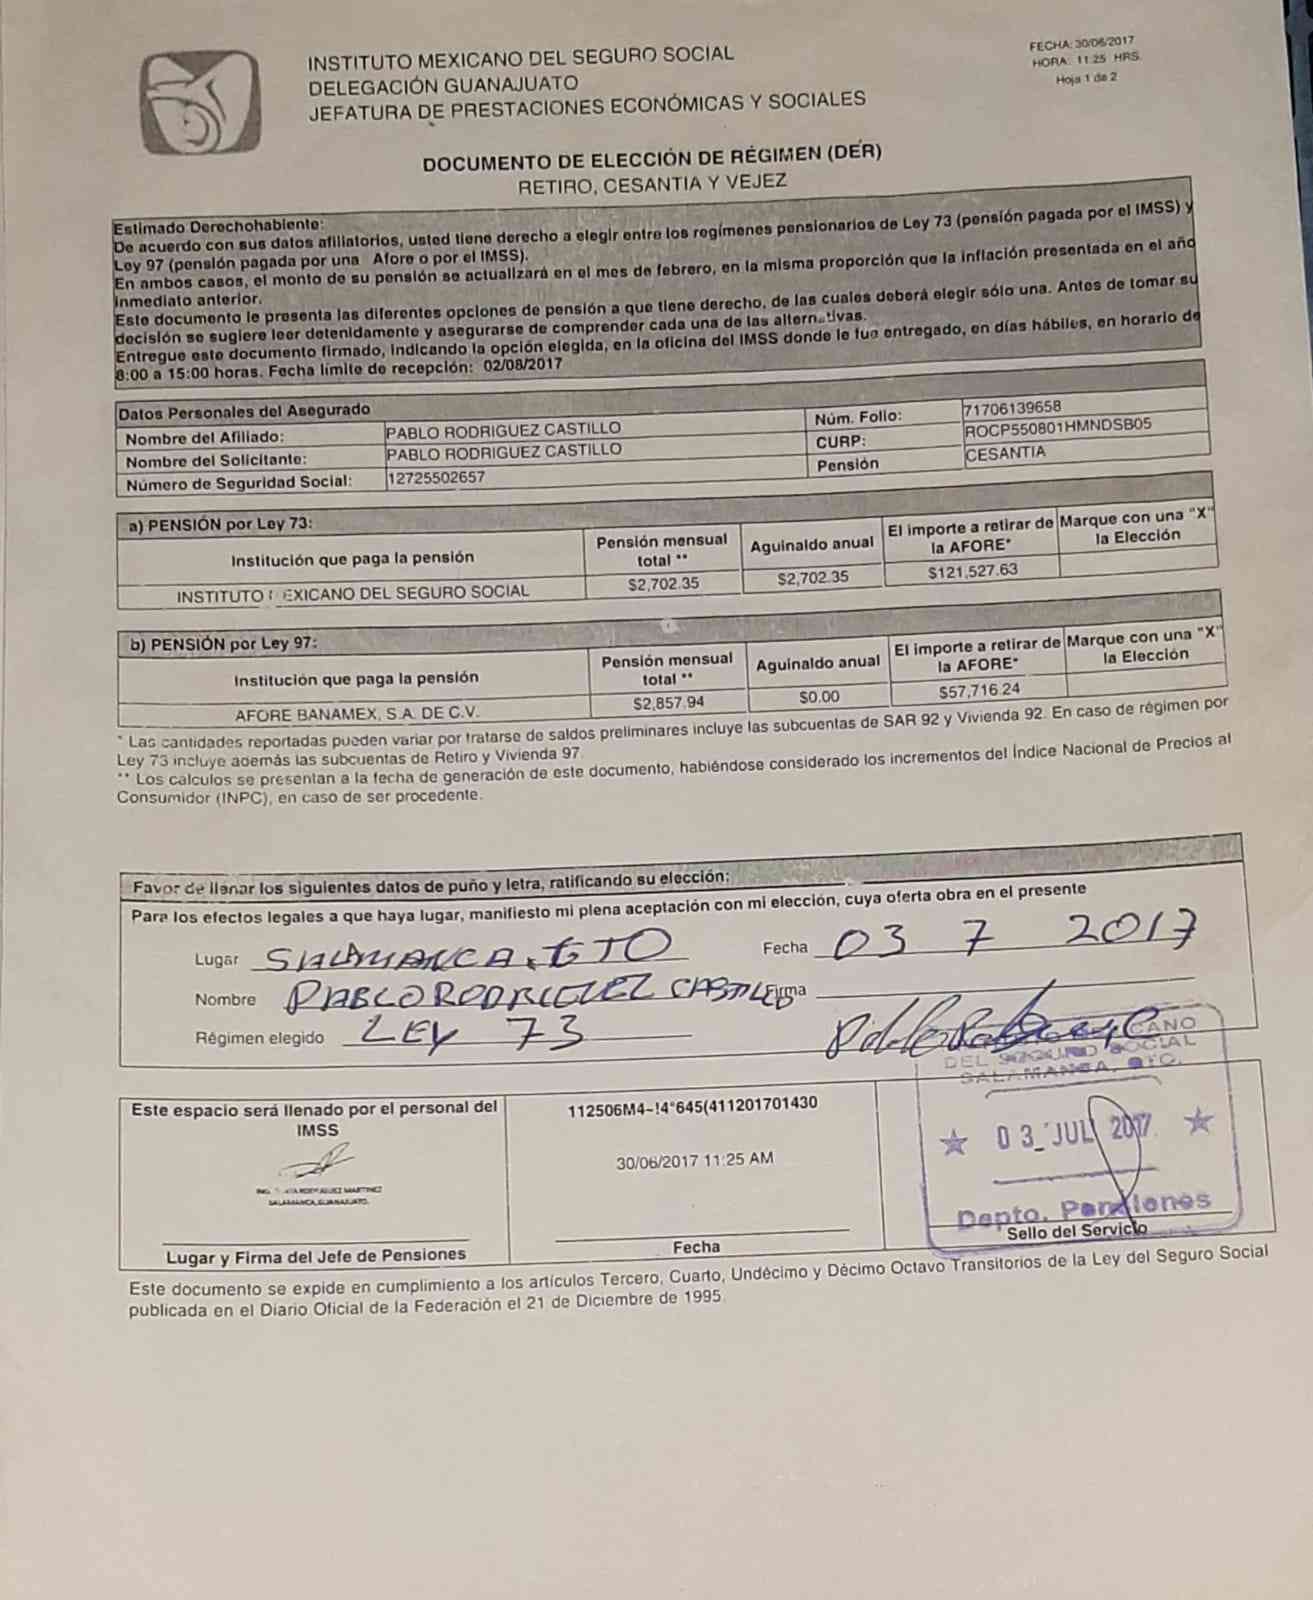 INSTITUTO MEXICANO DEL SEGURO SOCIAL
DELEGACIÓN GUANAJUATO
JEFATURA DE PRESTACIONES ECONÓMICAS Y SOCIALES
FECHA: 30/06/2017
HORA: 11:25 HRS.
Hoja 1 de 2
DOCUMENTO DE ELECCIÓN DE RÉGIMEN (DER)
RETIRO, CESANTIA Y VEJEZ
Estimado Derechohabiente:
De acuerdo con sus datos afiliatorios, usted tiene derecho a elegir entre los regímenes pensionarios de Ley 73 (pensión pagada por el IMSS) y
Ley 97 (pensión pagada por una Afore o por el IMSS).
En ambos casos, el monto de su pensión se actualizará en el mes de febrero, en la misma proporción que la inflación presentada en el año
inmediato anterior.
Este documento le presenta las diferentes opciones de pensión a que tiene derecho, de las cuales deberá elegir sólo una. Antes de tomar su
decisión se sugiere leer detenidamente y asegurarse de comprender cada una de las alternativas.
Entregue este documento firmado, indicando la opción elegida, en la oficina del IMSS donde le fue entregado, en días hábiles, en horario de
8:00 a 15:00 horas. Fecha límite de recepción: 02/08/2017
Datos Personales del Asegurado
Nombre del Afiliado: PABLO RODRIGUEZ CASTILLO Núm. Folio: 71706139658
Nombre del Solicitante: PABLO RODRIGUEZ CASTILLO CURP: ROCP550801HMNDSB05
Número de Seguridad Social: 12725502657 Pensión CESANTIA
a) PENSIÓN por Ley 73:
Institución que paga la pensión Pensión mensual total ** Aguinaldo anual El importe a retirar de la AFORE* Marque con una "X" la Elección
INSTITUTO MEXICANO DEL SEGURO SOCIAL $2,702.35 $2,702.35 $121,527.63
b) PENSIÓN por Ley 97:
Institución que paga la pensión Pensión mensual total ** Aguinaldo anual El importe a retirar de la AFORE* Marque con una "X" la Elección
AFORE BANAMEX, S.A. DE C.V. $2,857.94 $0.00 $57,716.24
* Las cantidades reportadas pueden variar por tratarse de saldos preliminares incluye las subcuentas de SAR 92 y Vivienda 92. En caso de régimen por
Ley 73 incluye además las subcuentas de Retiro y Vivienda 97.
** Los cálculos se presentan a la fecha de generación de este documento, habiéndose considerado los incrementos del Índice Nacional de Precios al
Consumidor (INPC), en caso de ser procedente.
Favor de llenar los siguientes datos de puño y letra, ratificando su elección:
Para los efectos legales a que haya lugar, manifiesto mi plena aceptación con mi elección, cuya oferta obra en el presente
Lugar SALAMANCA, GTO Fecha 03 7 2017
Nombre PABLO RODRIGUEZ CASTILLO Firma
Régimen elegido LEY 73
DEL SEGURO SOCIAL
SALAMANCA, GTO.
★ 03 JUL 2017 ★
Depto. Pensiones
Sello del Servicio
Este espacio será llenado por el personal del
IMSS
SALAMANCA, GUANAJUATO.
Lugar y Firma del Jefe de Pensiones
112506M4~!4*645(411201701430
30/06/2017 11:25 AM
Fecha
Este documento se expide en cumplimiento a los artículos Tercero, Cuarto, Undécimo y Décimo Octavo Transitorios de la Ley del Seguro Social
publicada en el Diario Oficial de la Federación el 21 de Diciembre de 1995.